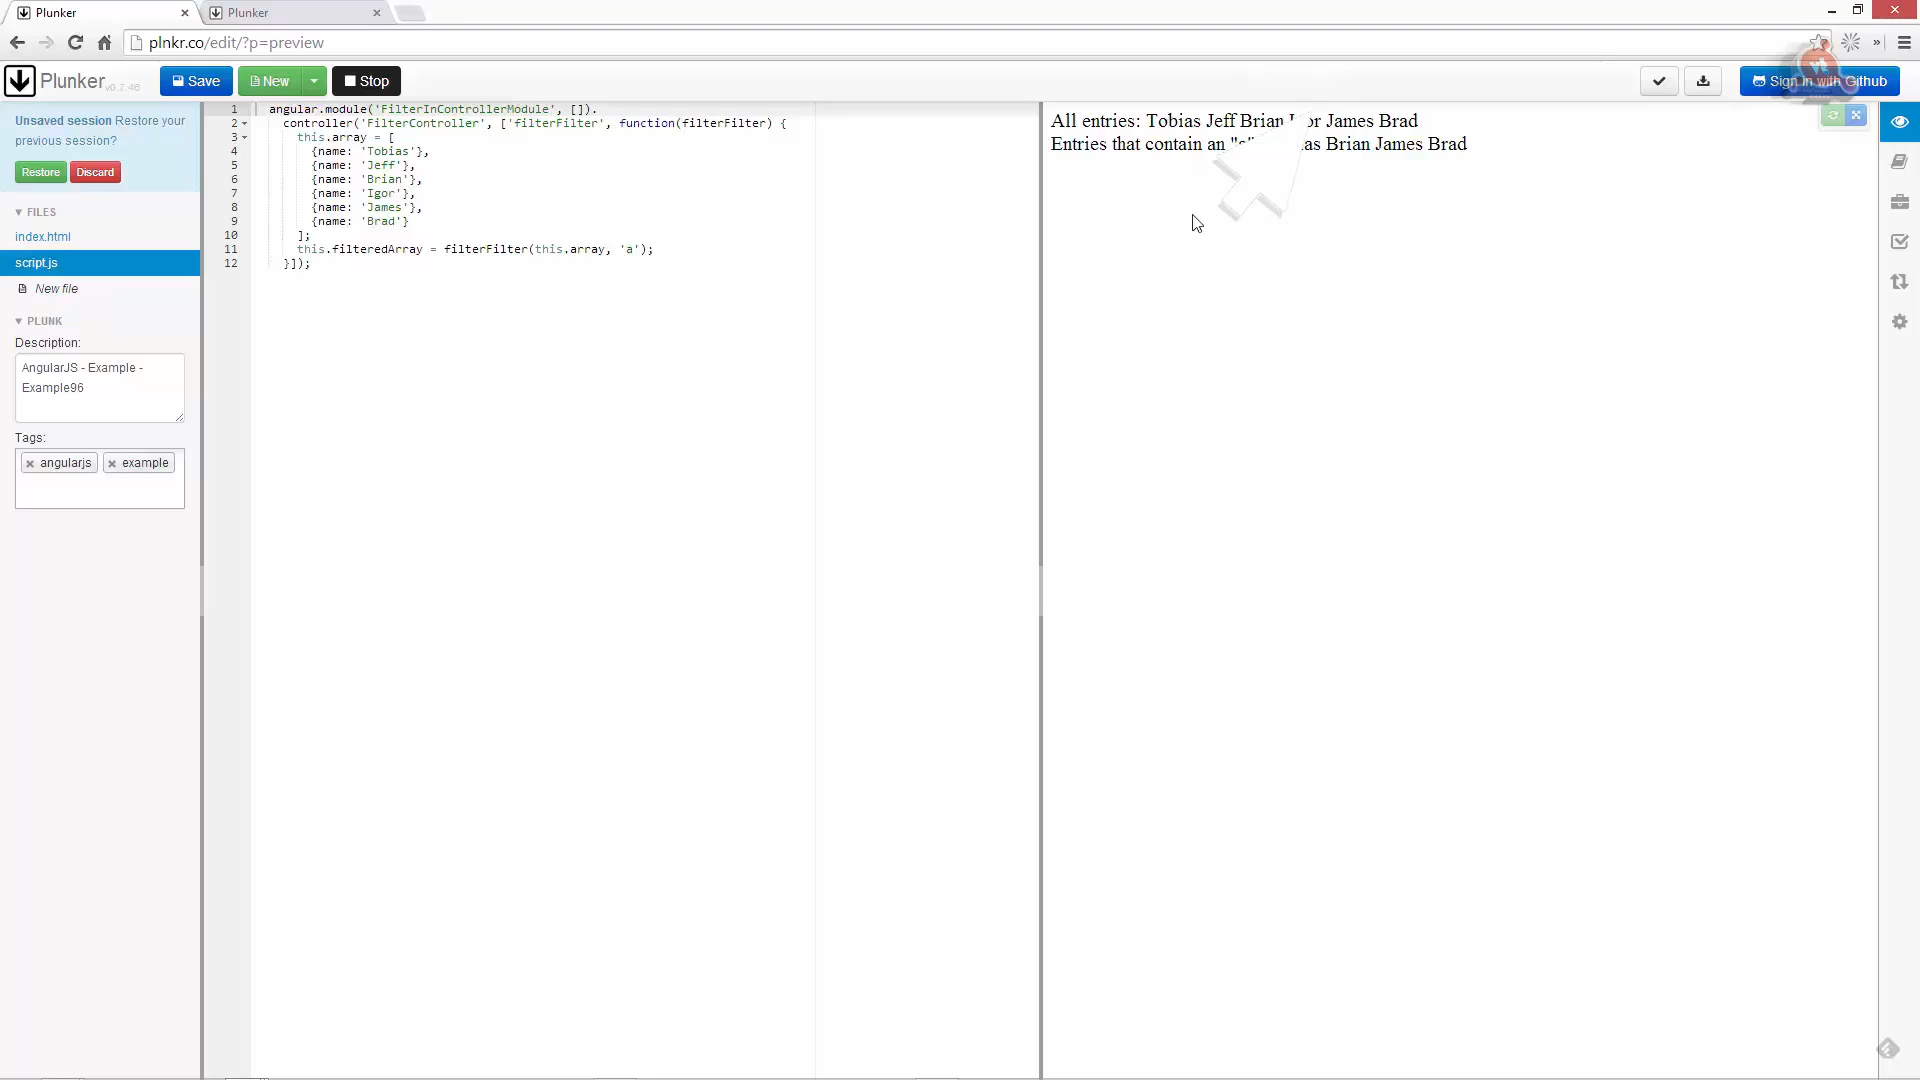 Plunker
Plunker
plnkr.co/edit/?p=preview
Plunker v0.7.46
Save
New
Stop
Sign in with Github
Unsaved session Restore your
previous session?
Restore
Discard
FILES
index.html
script.js
New file
PLUNK
Description:
AngularJS - Example -
Example96
Tags:
angularjs
example
1 angular.module('FilterInControllerModule', []).
2 controller('FilterController', ['filterFilter', function(filterFilter) {
3 this.array = [
4 {name: 'Tobias'},
5 {name: 'Jeff'},
6 {name: 'Brian'},
7 {name: 'Igor'},
8 {name: 'James'},
9 {name: 'Brad'}
10 ];
11 this.filteredArray = filterFilter(this.array, 'a');
12 }]);
All entries: Tobias Jeff Brian Igor James Brad
Entries that contain an "a" Brian James Brad